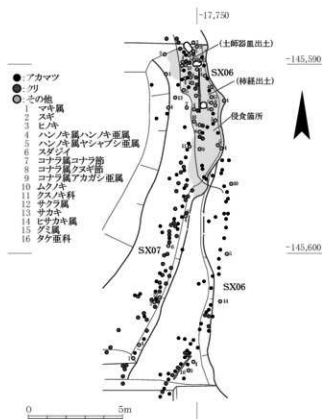 -17,750
(土師器皿出土)
-145,590
SX06
(柿経出土)
侵食箇所
●:アカマツ
:クリ
:その他
1 マキ属
2 スギ
3 ヒノキ
4 ハンノキ属ハンノキ亜属
5 ハンノキ属ヤシャブシ亜属
6 スダジイ
7 コナラ属コナラ節
8 コナラ属クヌギ節
9 コナラ属アカガシ亜属
10 ムクノキ
11 クスノキ科
12 サクラ属
13 サカキ
14 ヒサカキ属
15 グミ属
16 タケ亜科
SX07
-145,600
SX06
0
5m